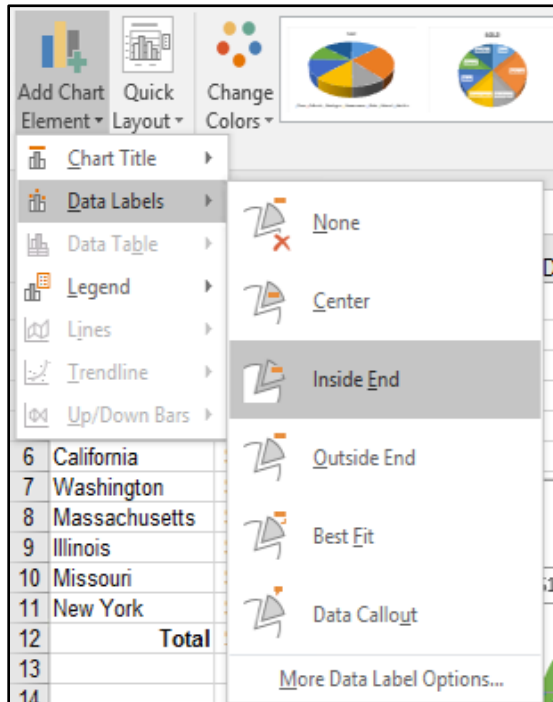 Add Chart Element
Quick Layout
Change Colors
Chart Title
Data Labels
Data Table
Legend
Lines
Trendline
Up/Down Bars
None
Center
Inside End
Outside End
Best Fit
Data Callout
More Data Label Options...
D
6 California
7 Washington
8 Massachusetts
9 Illinois
10 Missouri
11 New York
12 Total
13
14